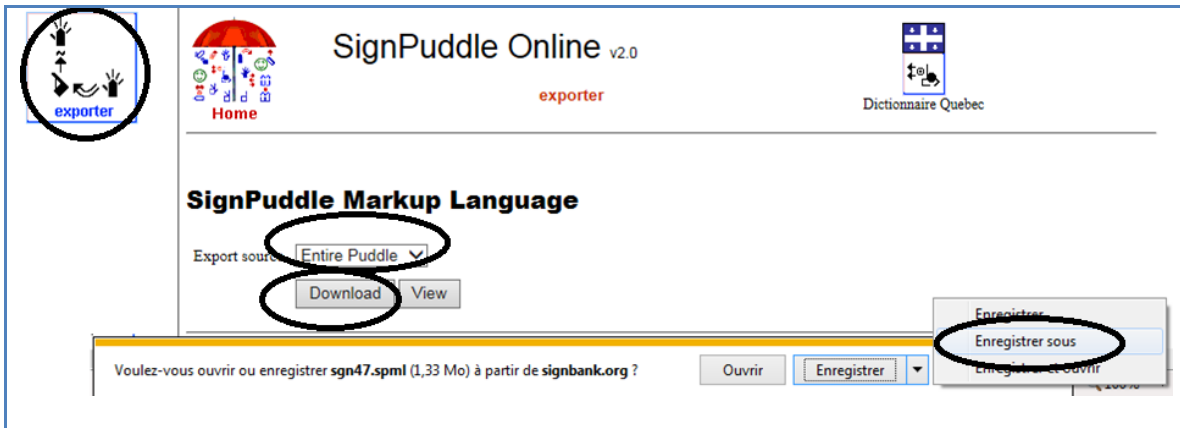 exporter
Home
SignPuddle Online v2.0
exporter
Dictionnaire Quebec
SignPuddle Markup Language
Export source Entire Puddle
Download View
Enregistrer
Enregistrer sous
Enregistrer et ouvrir
Voulez-vous ouvrir ou enregistrer sgn47.spml (1,33 Mo) à partir de signbank.org ? Ouvrir Enregistrer